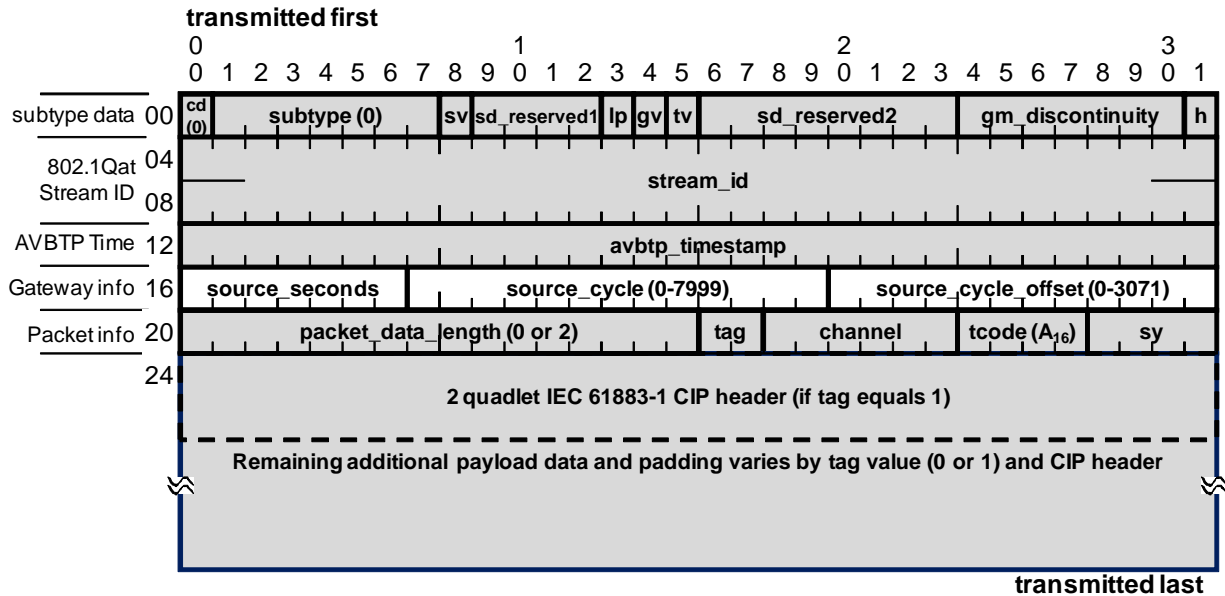 transmitted first
0 1 2 3
0 1 2 3 4 5 6 7 8 9 0 1 2 3 4 5 6 7 8 9 0 1 2 3 4 5 6 7 8 9 0 1
subtype data 00 cd (0) subtype (0) sv sd_reserved1 lp gv tv sd_reserved2 gm_discontinuity h
802.1Qat 04
Stream ID stream_id
08
AVBTP Time 12 avbtp_timestamp
Gateway info 16 source_seconds source_cycle (0-7999) source_cycle_offset (0-3071)
Packet info 20 packet_data_length (0 or 2) tag channel tcode (A₁₆) sy
24
2 quadlet IEC 61883-1 CIP header (if tag equals 1)
Remaining additional payload data and padding varies by tag value (0 or 1) and CIP header
transmitted last